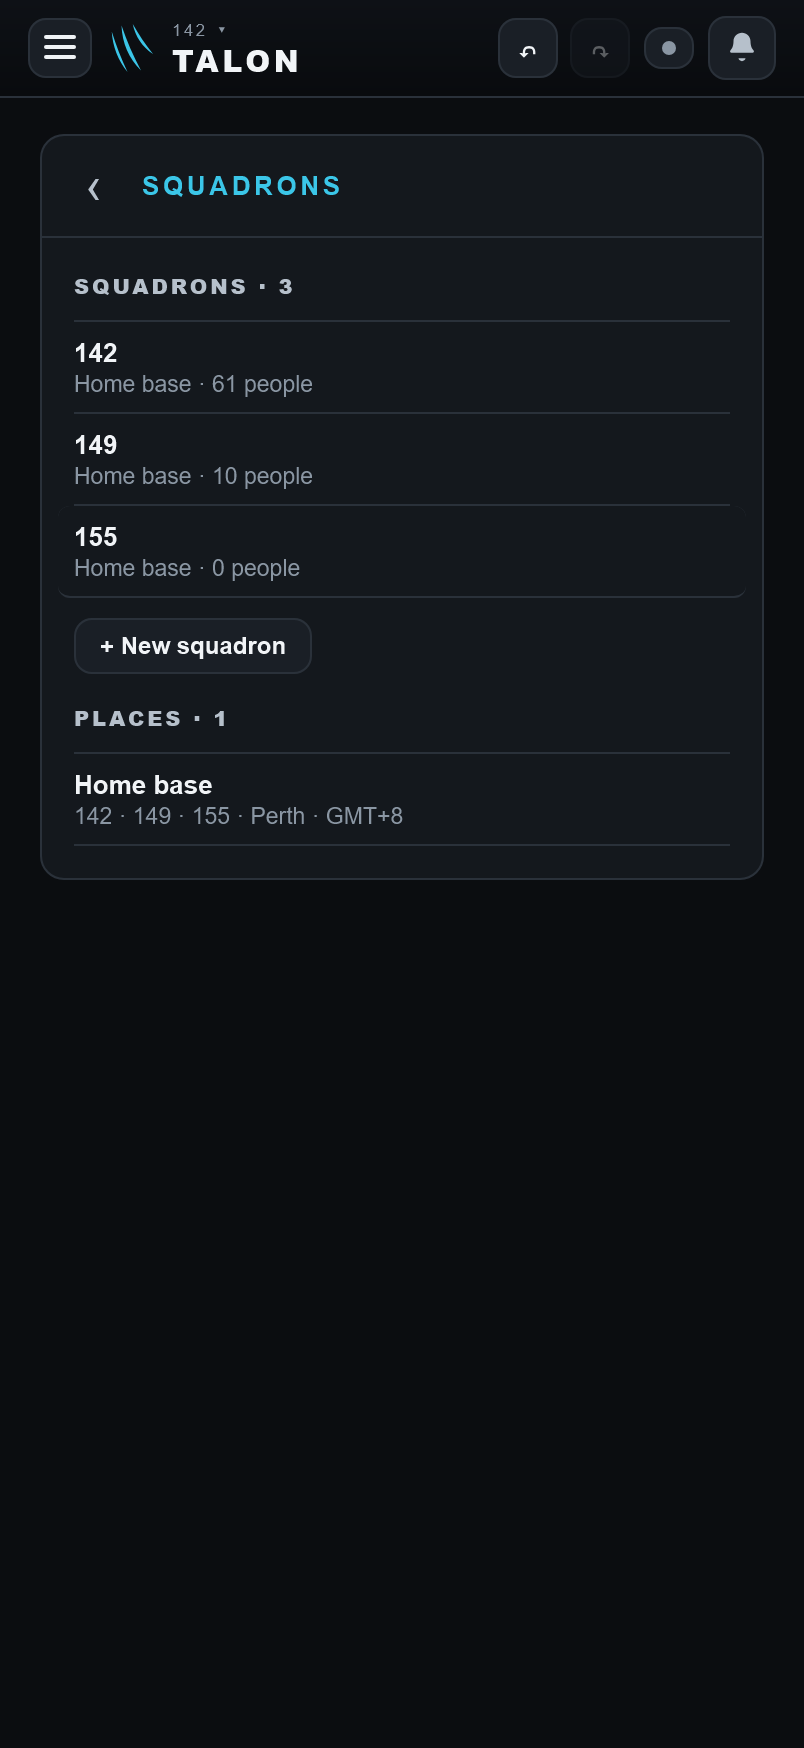 142 ▾
TALON
‹ SQUADRONS
SQUADRONS · 3
142
Home base · 61 people
149
Home base · 10 people
155
Home base · 0 people
+ New squadron
PLACES · 1
Home base
142 · 149 · 155 · Perth · GMT+8